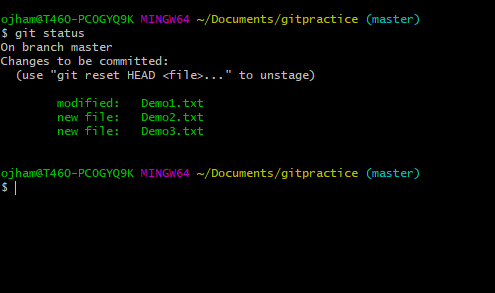 ojham@T460-PCOGYQ9K MINGW64 ~/Documents/gitpractice (master)
$ git status
On branch master
Changes to be committed:
  (use "git reset HEAD <file>..." to unstage)

        modified:   Demo1.txt
        new file:   Demo2.txt
        new file:   Demo3.txt

ojham@T460-PCOGYQ9K MINGW64 ~/Documents/gitpractice (master)
$